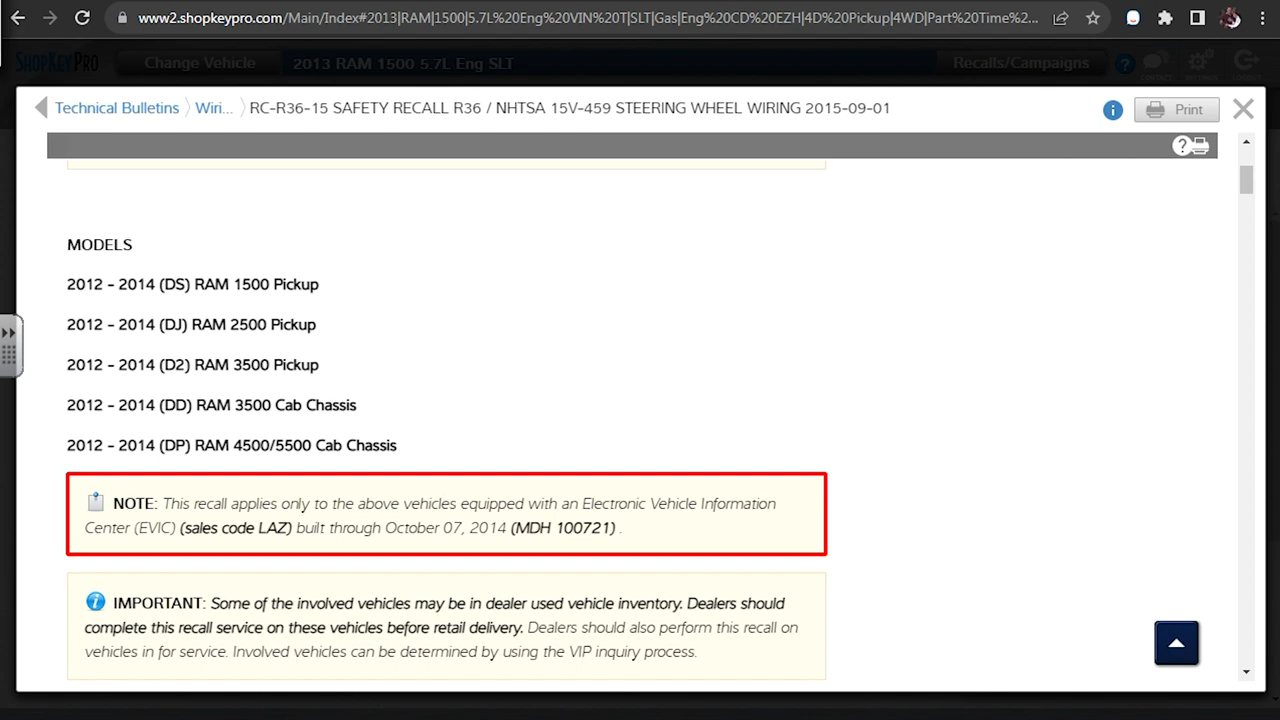 www2.shopkeypro.com/Main/Index#2013|RAM|1500|5.7L%20Eng%20VIN%20T|SLT|Gas|Eng%20CD%20EZH|4D%20Pickup|4WD|Part%20Time%2...
SHOPKEYPRO Change Vehicle 2013 RAM 1500 5.7L Eng SLT Recalls/Campaigns ?
CONTACT SETTINGS LOGOUT
Technical Bulletins Wiri... RC-R36-15 SAFETY RECALL R36 / NHTSA 15V-459 STEERING WHEEL WIRING 2015-09-01 i Print
?
MODELS
2012 - 2014 (DS) RAM 1500 Pickup
2012 - 2014 (DJ) RAM 2500 Pickup
2012 - 2014 (D2) RAM 3500 Pickup
2012 - 2014 (DD) RAM 3500 Cab Chassis
2012 - 2014 (DP) RAM 4500/5500 Cab Chassis
NOTE: This recall applies only to the above vehicles equipped with an Electronic Vehicle Information
Center (EVIC) (sales code LAZ) built through October 07, 2014 (MDH 100721) .
i IMPORTANT: Some of the involved vehicles may be in dealer used vehicle inventory. Dealers should
complete this recall service on these vehicles before retail delivery. Dealers should also perform this recall on
vehicles in for service. Involved vehicles can be determined by using the VIP inquiry process.